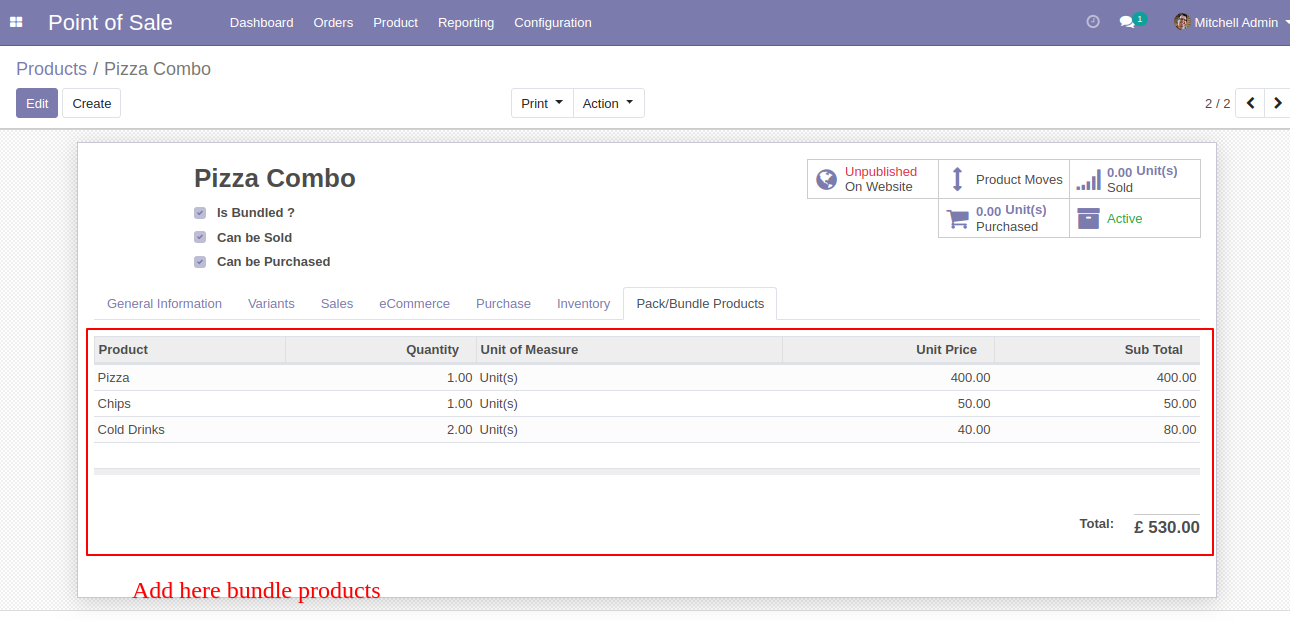 Point of Sale Dashboard Orders Product Reporting Configuration 1 Mitchell Admin
Products / Pizza Combo
Edit Create Print Action 2 / 2
Pizza Combo
Is Bundled ?
Can be Sold
Can be Purchased
Unpublished
On Website
Product Moves
0.00 Unit(s)
Sold
0.00 Unit(s)
Purchased
Active
General Information Variants Sales eCommerce Purchase Inventory Pack/Bundle Products
Product Quantity Unit of Measure Unit Price Sub Total
Pizza 1.00 Unit(s) 400.00 400.00
Chips 1.00 Unit(s) 50.00 50.00
Cold Drinks 2.00 Unit(s) 40.00 80.00
Total: £ 530.00
Add here bundle products